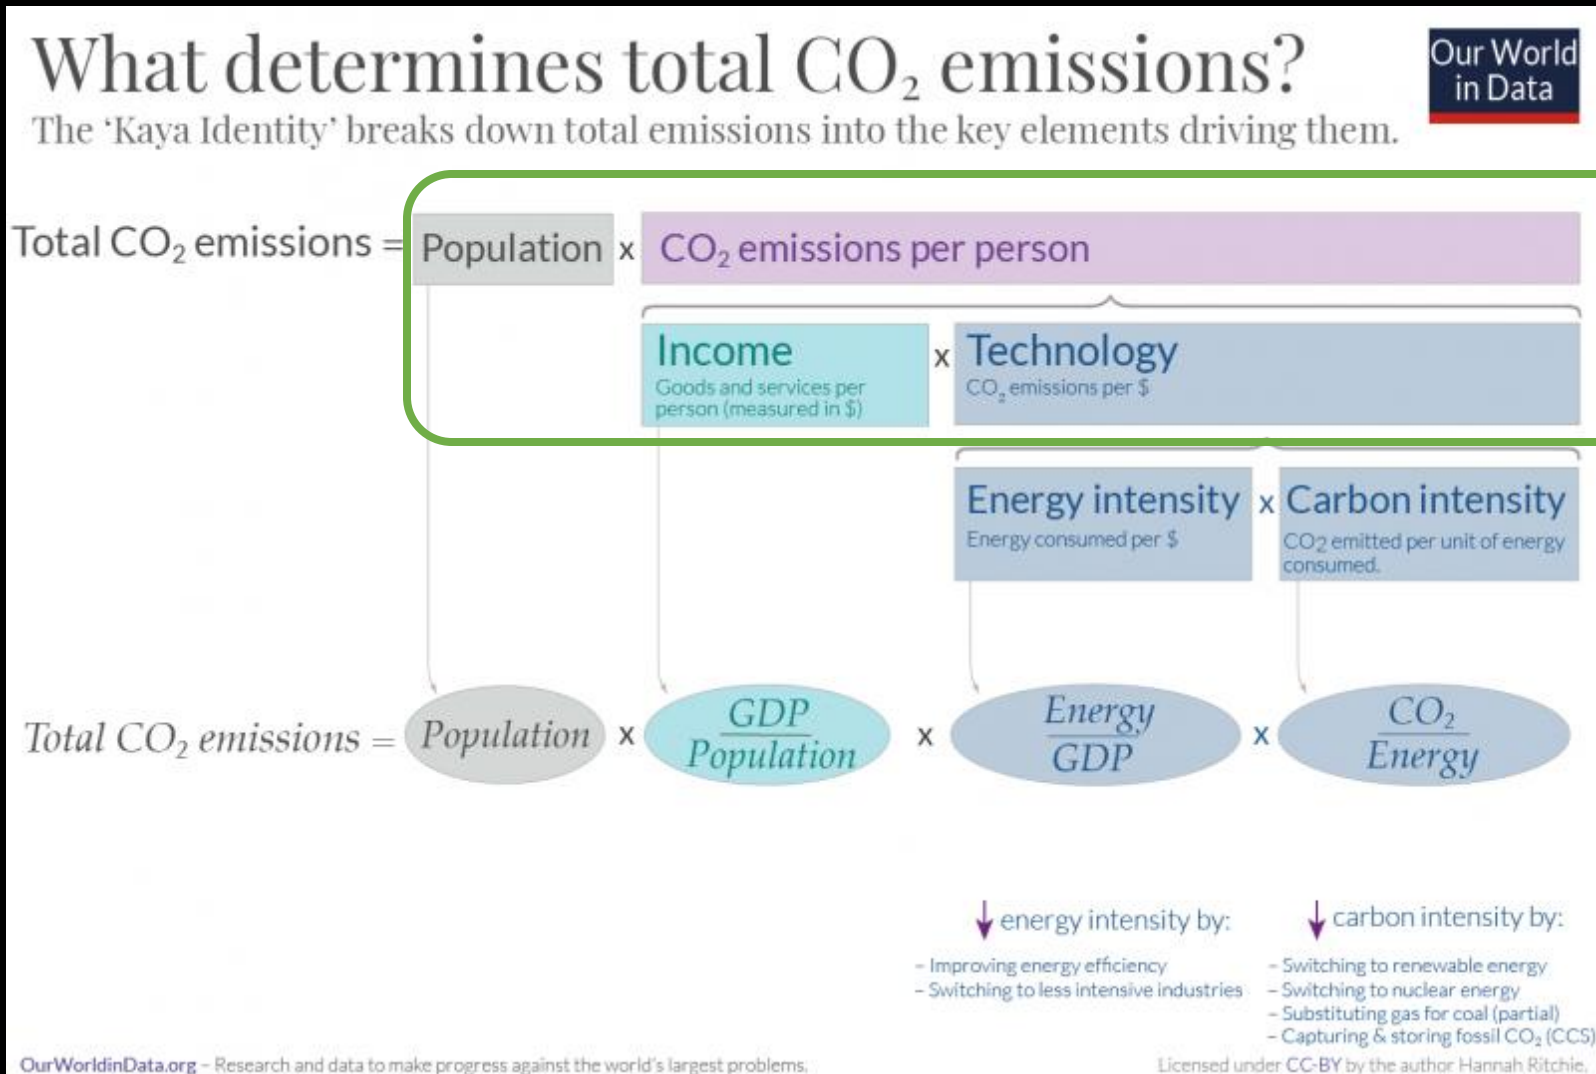 What determines total CO₂ emissions?
Our World
in Data
The ‘Kaya Identity’ breaks down total emissions into the key elements driving them.
Total CO₂ emissions = Population x CO₂ emissions per person
Income x Technology
Goods and services per
person (measured in $)
CO₂ emissions per $
Energy intensity x Carbon intensity
Energy consumed per $
CO2 emitted per unit of energy
consumed.
Total CO₂ emissions = Population x GDP / Population x Energy / GDP x CO₂ / Energy
↓ energy intensity by:
– Improving energy efficiency
– Switching to less intensive industries
↓ carbon intensity by:
– Switching to renewable energy
– Switching to nuclear energy
– Substituting gas for coal (partial)
– Capturing & storing fossil CO₂ (CCS)
OurWorldinData.org – Research and data to make progress against the world’s largest problems.
Licensed under CC-BY by the author Hannah Ritchie.